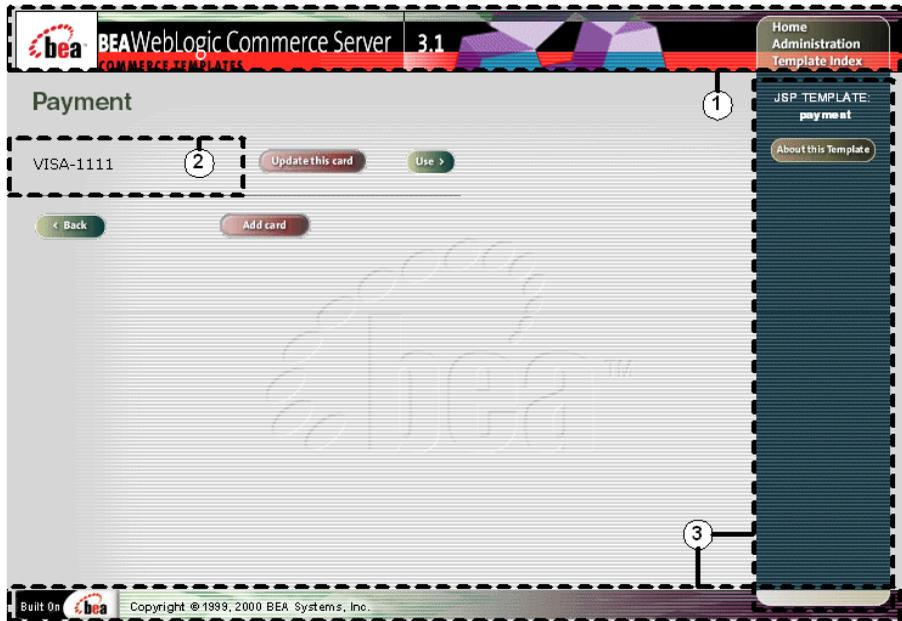 bea BEAWebLogic Commerce Server 3.1
COMMERCE TEMPLATES
Home
Administration
Template Index
1
Payment
JSP TEMPLATE:
payment
About this Template
VISA-1111
2
Update this card
Use >
< Back
Add card
bea TM
3
Built On bea Copyright © 1999, 2000 BEA Systems, Inc.